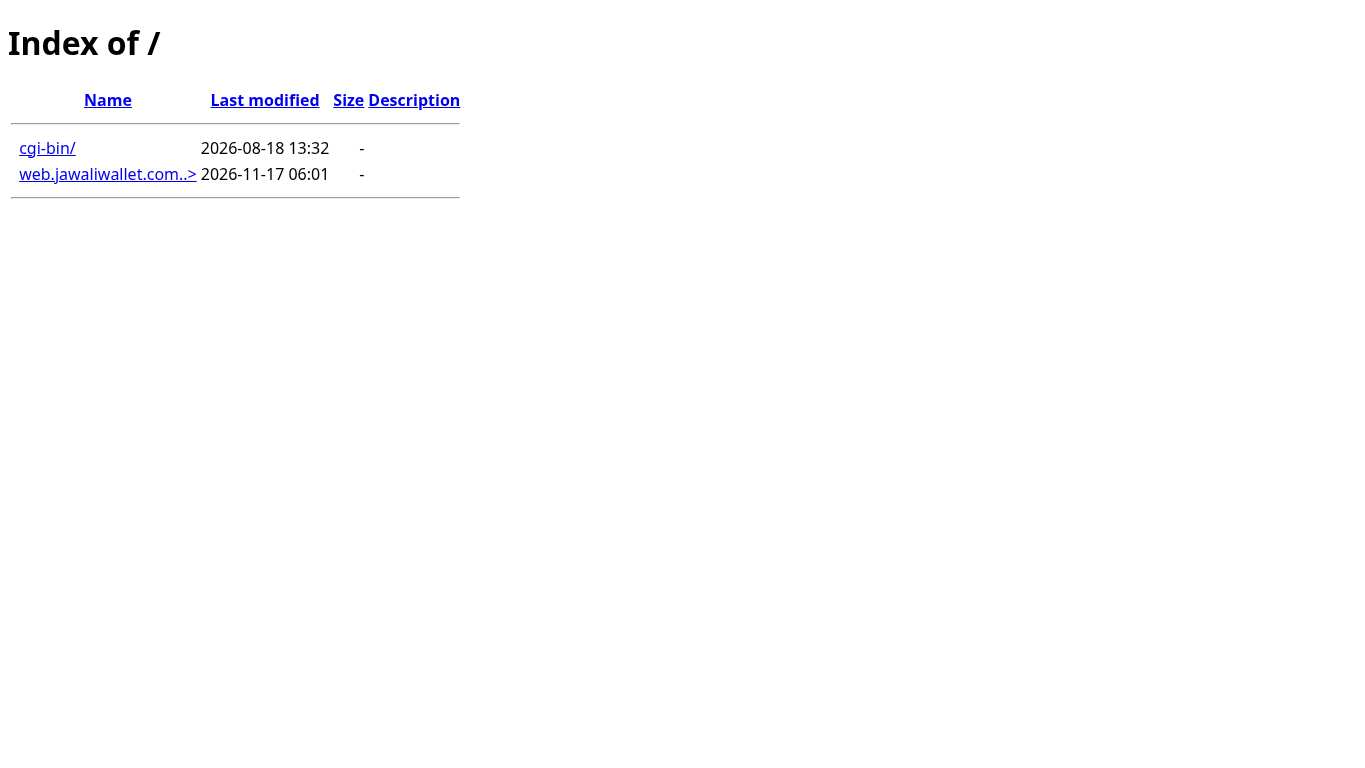 Index of /
Name Last modified Size Description
cgi-bin/ 2026-08-18 13:32 -
web.jawaliwallet.com..> 2026-11-17 06:01 -